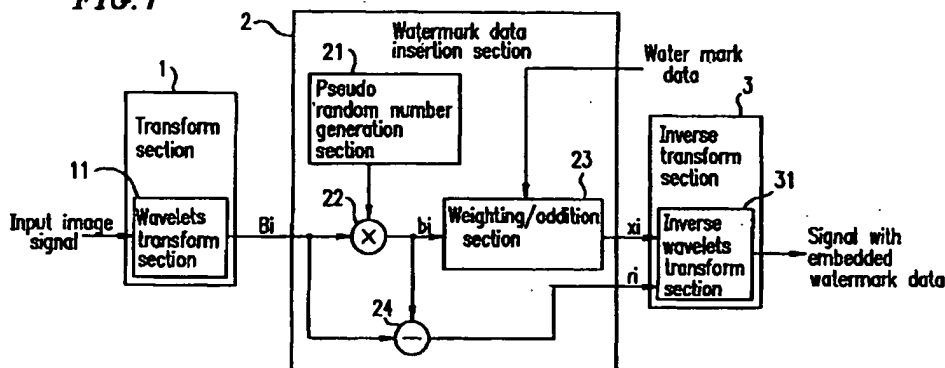 FIG. 7
2
Watermark data
insertion section
21
Pseudo
random number
generation
section
Water mark
data
1
Transform
section
11
Wavelets
transform
section
Input image
signal
Bi
22
×
bi
23
Weighting/addition
section
xi
ri
24
−
3
Inverse
transform
section
31
Inverse
wavelets
transform
section
Signal with
embedded
watermark data